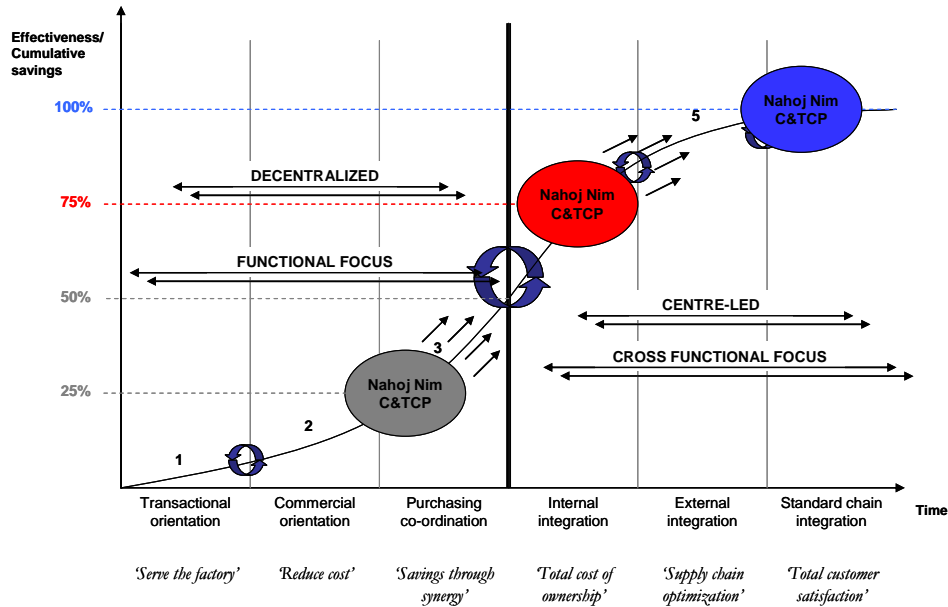 Effectiveness/
Cumulative
savings
100%
75%
50%
25%
DECENTRALIZED
FUNCTIONAL FOCUS
CENTRE-LED
CROSS FUNCTIONAL FOCUS
Nahoj Nim
C&TCP
Nahoj Nim
C&TCP
Nahoj Nim
C&TCP
1
2
3
5
Transactional
orientation
Commercial
orientation
Purchasing
co-ordination
Internal
integration
External
integration
Standard chain
integration
Time
‘Serve the factory’
‘Reduce cost’
‘Savings through
synergy’
‘Total cost of
ownership’
‘Supply chain
optimization’
‘Total customer
satisfaction’